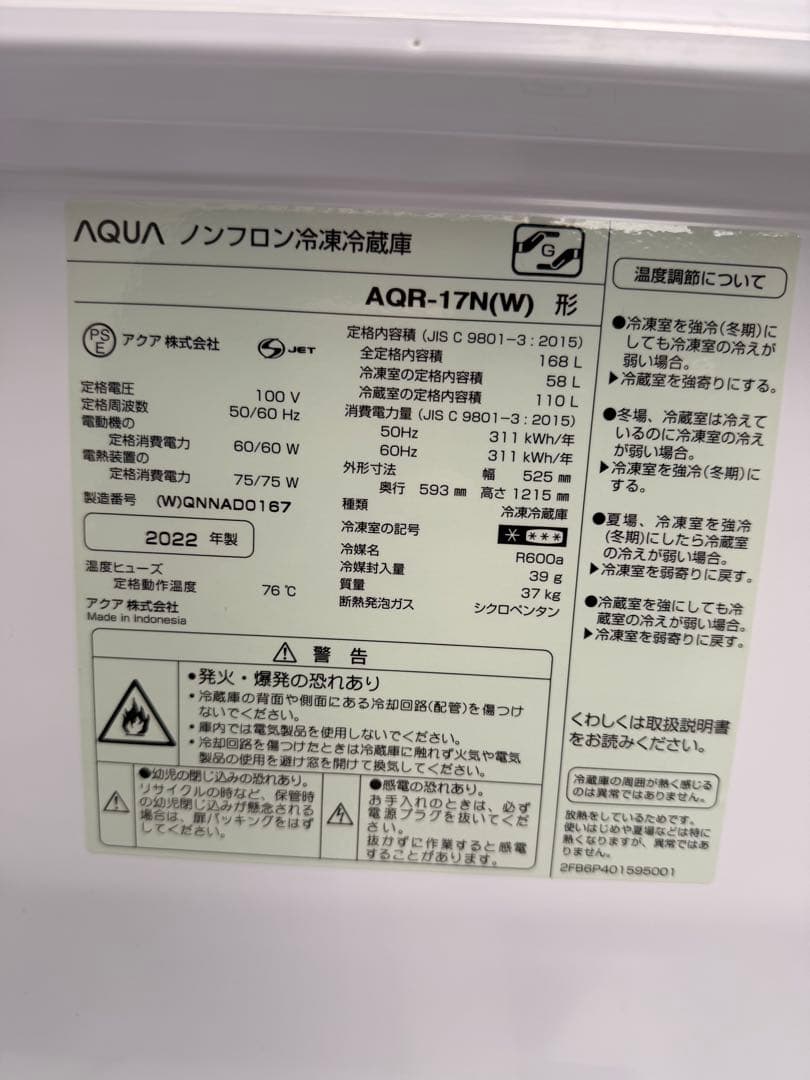 AQUA ノンフロン冷凍冷蔵庫
G
AQR-17N(W) 形
PS E アクア株式会社
S JET
定格電圧 100 V
定格周波数 50/60 Hz
電動機の
定格消費電力 60/60 W
電熱装置の
定格消費電力 75/75 W
製造番号 (W)QNNAD0167
2022 年製
温度ヒューズ
定格動作温度 76 ℃
アクア株式会社
Made in Indonesia
定格内容積 (JIS C 9801-3 : 2015)
全定格内容積 168 L
冷凍室の定格内容積 58 L
冷蔵室の定格内容積 110 L
消費電力量 (JIS C 9801-3 : 2015)
50Hz 311 kWh/年
60Hz 311 kWh/年
外形寸法 幅 525 ㎜
奥行 593 ㎜ 高さ 1215 ㎜
種類 冷凍冷蔵庫
冷凍室の記号 * ***
冷媒名 R600a
冷媒封入量 39 g
質量 37 kg
断熱発泡ガス シクロペンタン
警 告
●発火・爆発の恐れあり
・冷蔵庫の背面や側面にある冷却回路(配管)を傷つけ
ないでください。
・庫内では電気製品を使用しないでください。
・冷却回路を傷つけたときは冷蔵庫に触れず火気や電気
製品の使用を避け窓を開けて換気してください。
●幼児の閉じ込みの恐れあり。
リサイクルの時など、保管時
の幼児閉じ込みが懸念される
場合は、扉パッキングをはず
してください。
●感電の恐れあり。
お手入れのときは、必ず
電源プラグを抜いてくだ
さい。
抜かずに作業すると感電
することがあります。
温度調節について
●冷凍室を強冷(冬期)に
しても冷凍室の冷えが
弱い場合。
▶冷蔵室を強寄りにする。
●冬場、冷蔵室は冷えて
いるのに冷凍室の冷え
が弱い場合。
▶冷凍室を強冷(冬期)に
する。
●夏場、冷凍室を強冷
(冬期)にしたら冷蔵室
の冷えが弱い場合。
▶冷凍室を弱寄りに戻す。
●冷蔵室を強にしても冷
蔵室の冷えが弱い場合。
▶冷凍室を弱寄りに戻す。
くわしくは取扱説明書
をお読みください。
冷蔵庫の周囲が熱く感じる
のは異常ではありません。
放熱をしているためです。
使いはじめや夏場などは特に
熱くなりますが、異常ではあ
りません。
2FB6P401595001